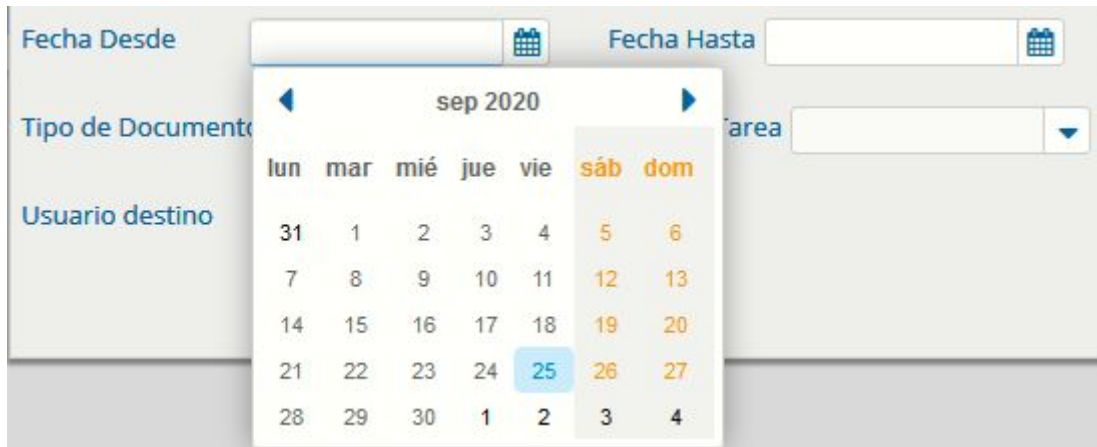 Fecha Desde Fecha Hasta
sep 2020
Tipo de Documento
lun mar mié jue vie sáb dom
31 1 2 3 4 5 6
Usuario destino
7 8 9 10 11 12 13
14 15 16 17 18 19 20
21 22 23 24 25 26 27
28 29 30 1 2 3 4